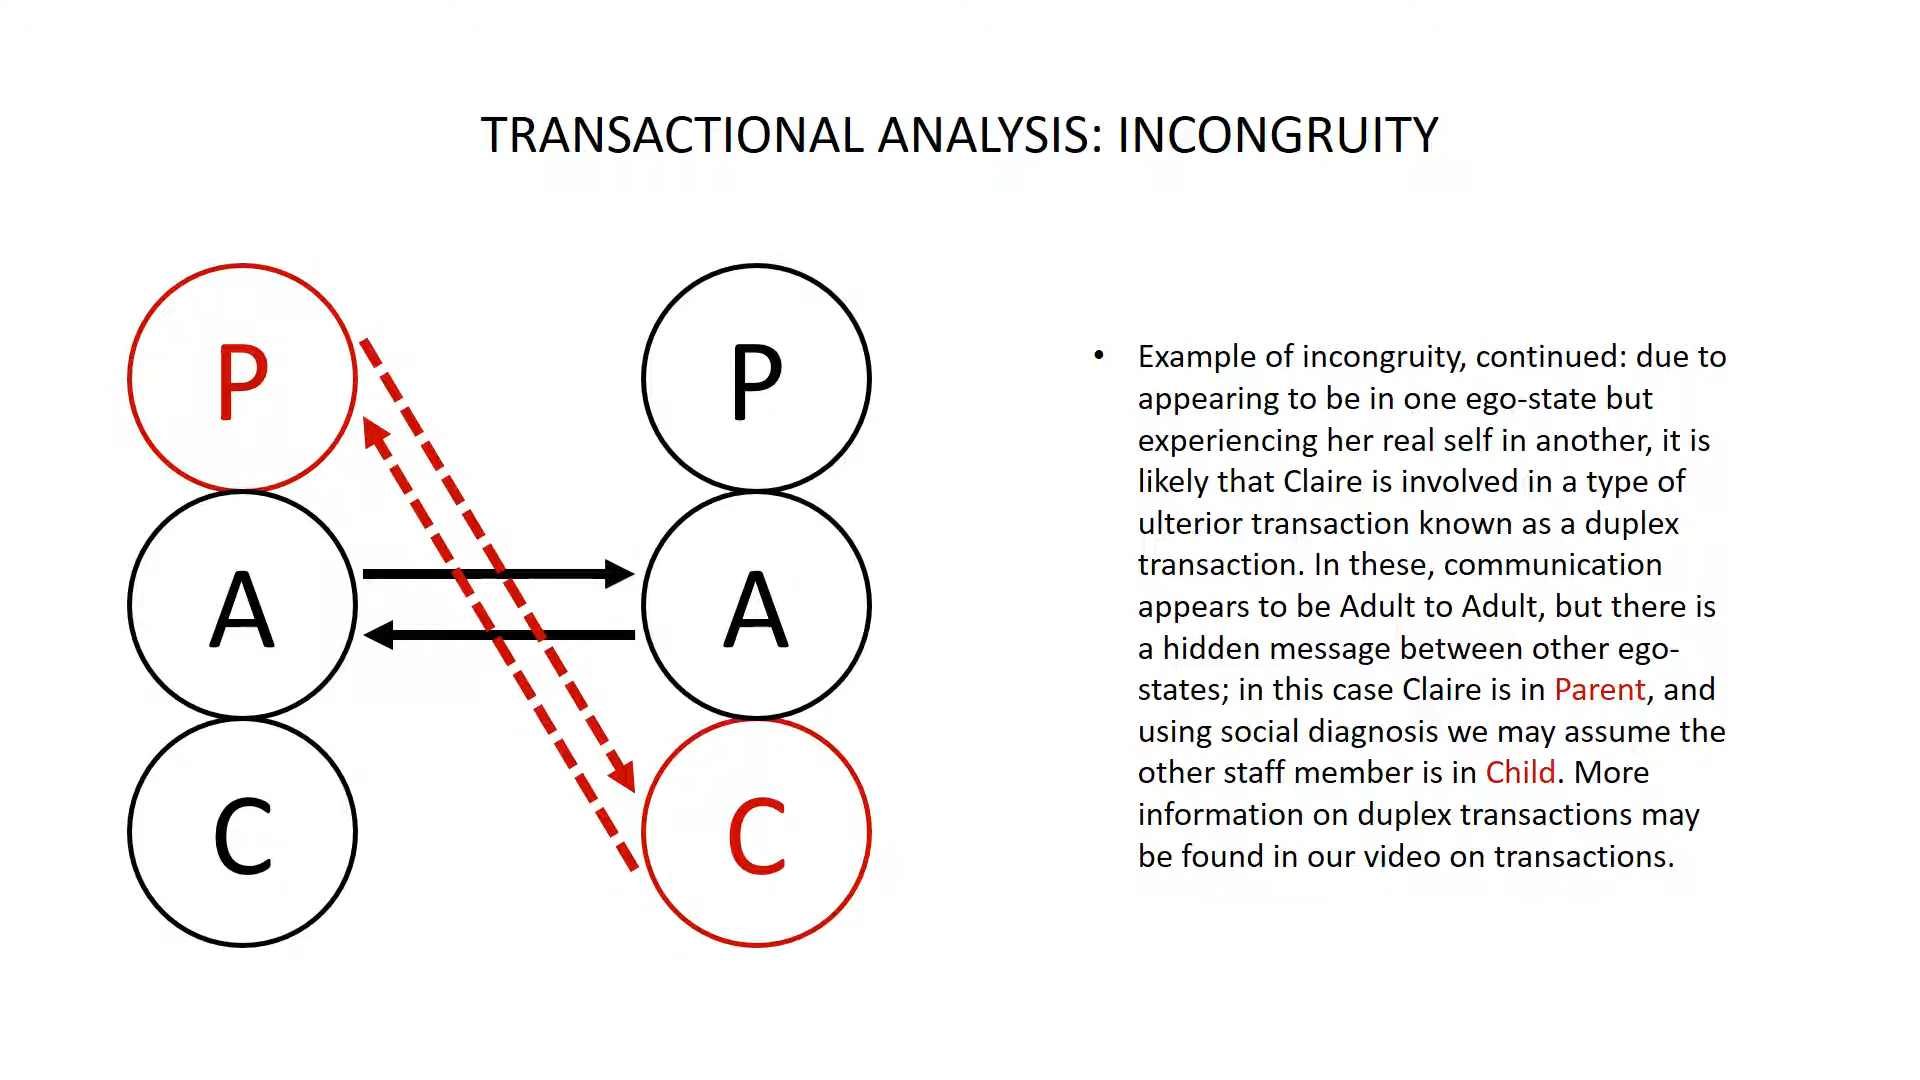 TRANSACTIONAL ANALYSIS: INCONGRUITY
P
A
C
P
A
C
• Example of incongruity, continued: due to
appearing to be in one ego-state but
experiencing her real self in another, it is
likely that Claire is involved in a type of
ulterior transaction known as a duplex
transaction. In these, communication
appears to be Adult to Adult, but there is
a hidden message between other ego-
states; in this case Claire is in Parent, and
using social diagnosis we may assume the
other staff member is in Child. More
information on duplex transactions may
be found in our video on transactions.